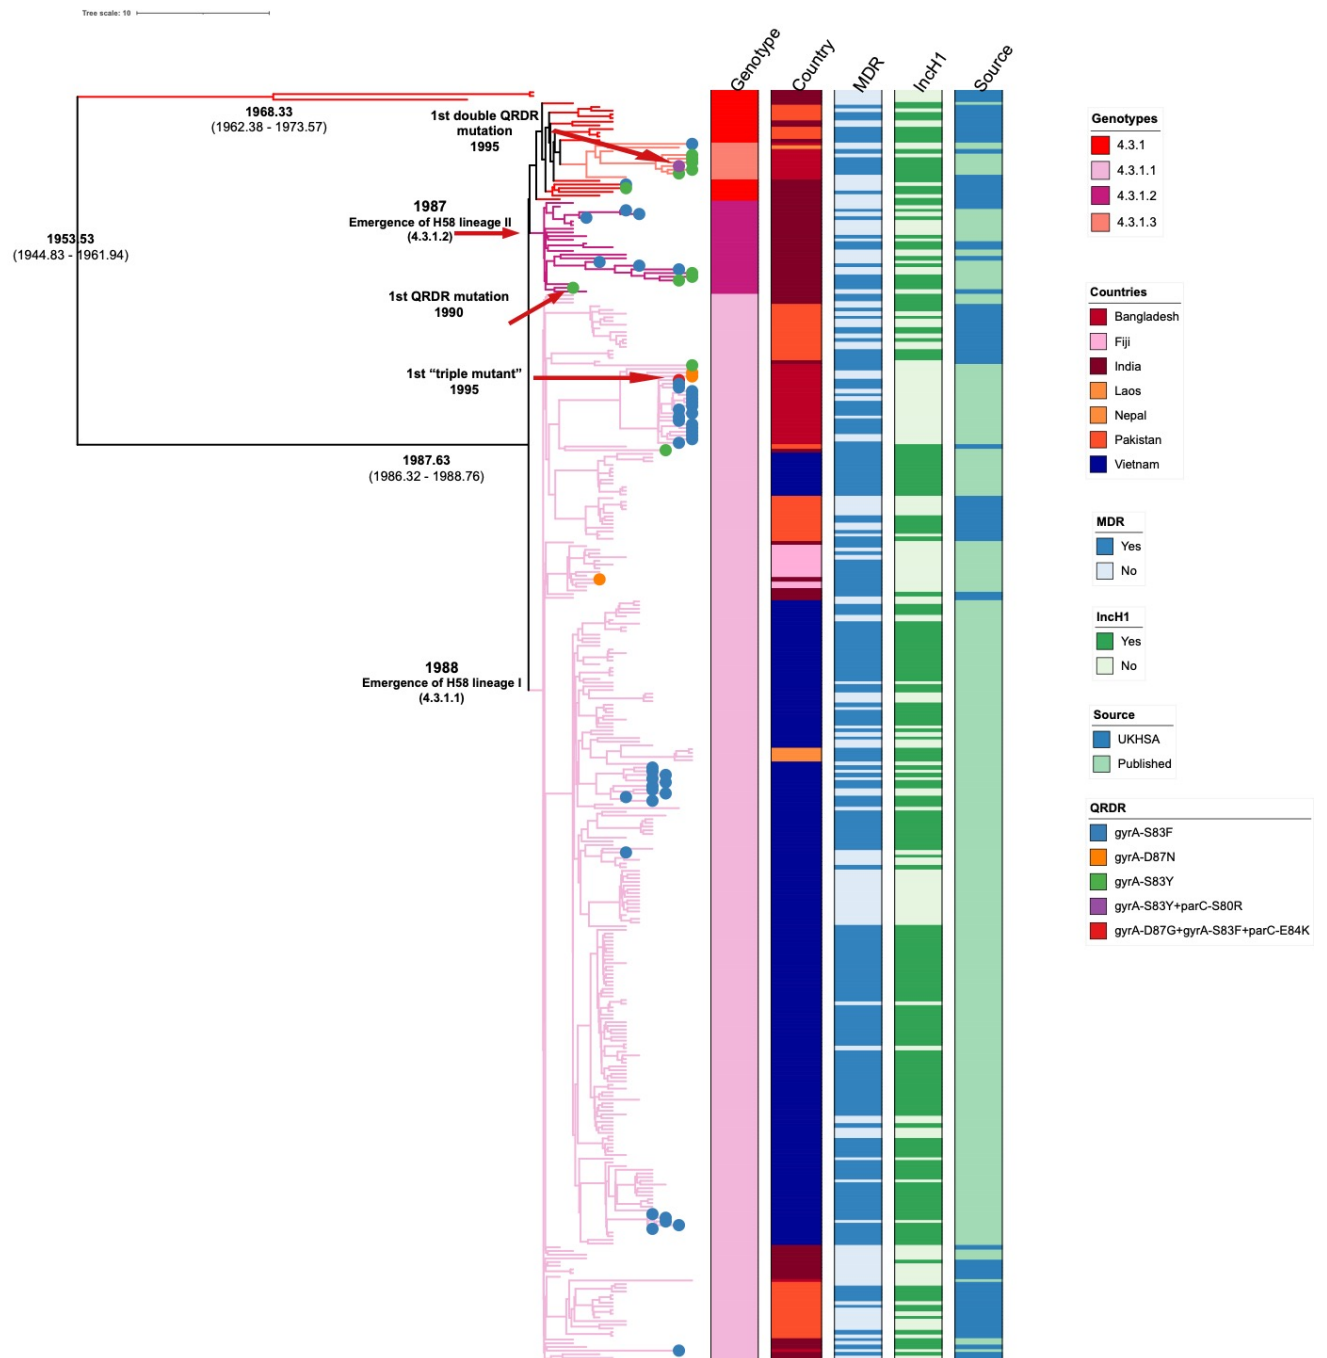 Tree scale: 10
Genotype
Country
MDR
IncH1
Source
1968.33
(1962.38 - 1973.57)
1st double QRDR
mutation
1995
1987
Emergence of H58 lineage II
(4.3.1.2)
1953.53
(1944.83 - 1961.94)
1st QRDR mutation
1990
1st “triple mutant”
1995
1987.63
(1986.32 - 1988.76)
1988
Emergence of H58 lineage I
(4.3.1.1)
Genotypes
4.3.1
4.3.1.1
4.3.1.2
4.3.1.3
Countries
Bangladesh
Fiji
India
Laos
Nepal
Pakistan
Vietnam
MDR
Yes
No
IncH1
Yes
No
Source
UKHSA
Published
QRDR
gyrA-S83F
gyrA-D87N
gyrA-S83Y
gyrA-S83Y+parC-S80R
gyrA-D87G+gyrA-S83F+parC-E84K